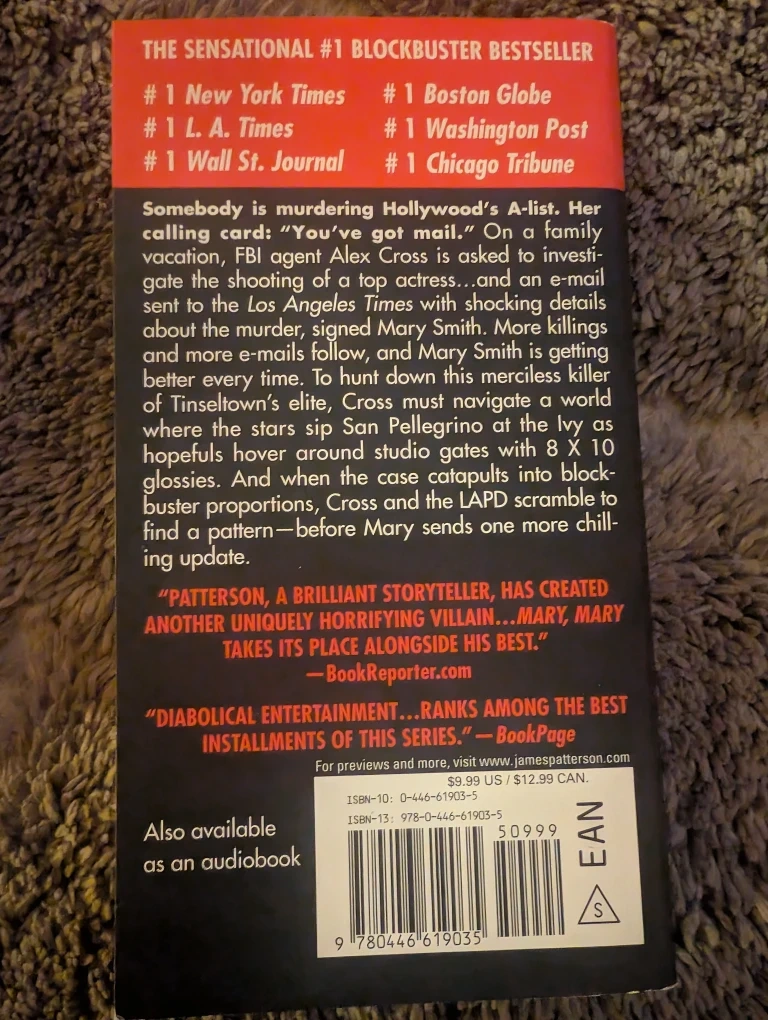 THE SENSATIONAL #1 BLOCKBUSTER BESTSELLER
# 1 New York Times
# 1 Boston Globe
# 1 L. A. Times
# 1 Washington Post
# 1 Wall St. Journal
# 1 Chicago Tribune
Somebody is murdering Hollywood's A-list. Her
calling card: "You've got mail." On a family
vacation, FBI agent Alex Cross is asked to investi-
gate the shooting of a top actress...and an e-mail
sent to the Los Angeles Times with shocking details
about the murder, signed Mary Smith. More killings
and more e-mails follow, and Mary Smith is getting
better every time. To hunt down this merciless killer
of Tinseltown's elite, Cross must navigate a world
where the stars sip San Pellegrino at the Ivy as
hopefuls hover around studio gates with 8 X 10
glossies. And when the case catapults into block-
buster proportions, Cross and the LAPD scramble to
find a pattern—before Mary sends one more chill-
ing update.
"PATTERSON, A BRILLIANT STORYTELLER, HAS CREATED
ANOTHER UNIQUELY HORRIFYING VILLAIN...MARY, MARY
TAKES ITS PLACE ALONGSIDE HIS BEST."
—BookReporter.com
"DIABOLICAL ENTERTAINMENT...RANKS AMONG THE BEST
INSTALLMENTS OF THIS SERIES." —BookPage
For previews and more, visit www.jamespatterson.com
$9.99 US / $12.99 CAN.
ISBN-10: 0-446-61903-5
ISBN-13: 978-0-446-61903-5
50999
EAN
S
9 780446 619035
Also available
as an audiobook